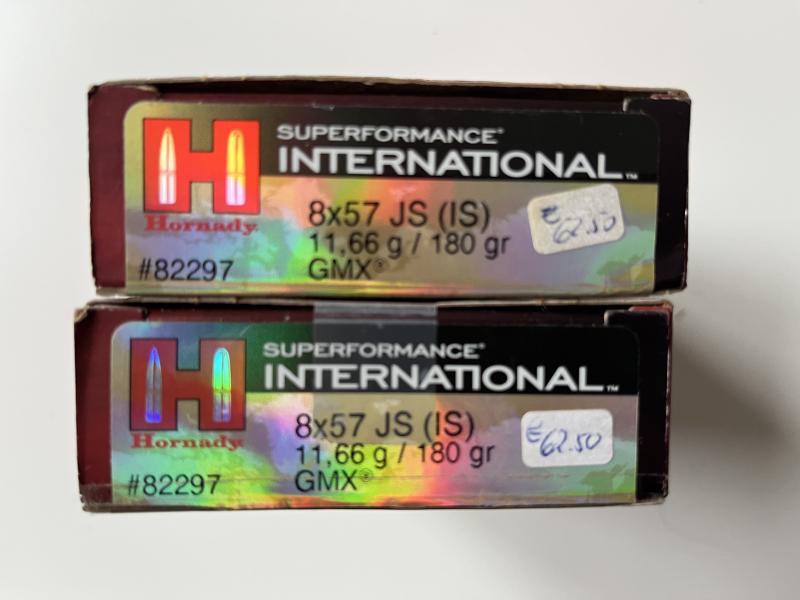 SUPERFORMANCE®
INTERNATIONAL™
H
Hornady
8x57 JS (IS)
11,66 g / 180 gr
GMX®
#82297
€ 62.50
SUPERFORMANCE®
INTERNATIONAL™
H
Hornady
8x57 JS (IS)
11,66 g / 180 gr
GMX®
#82297
€ 62.50